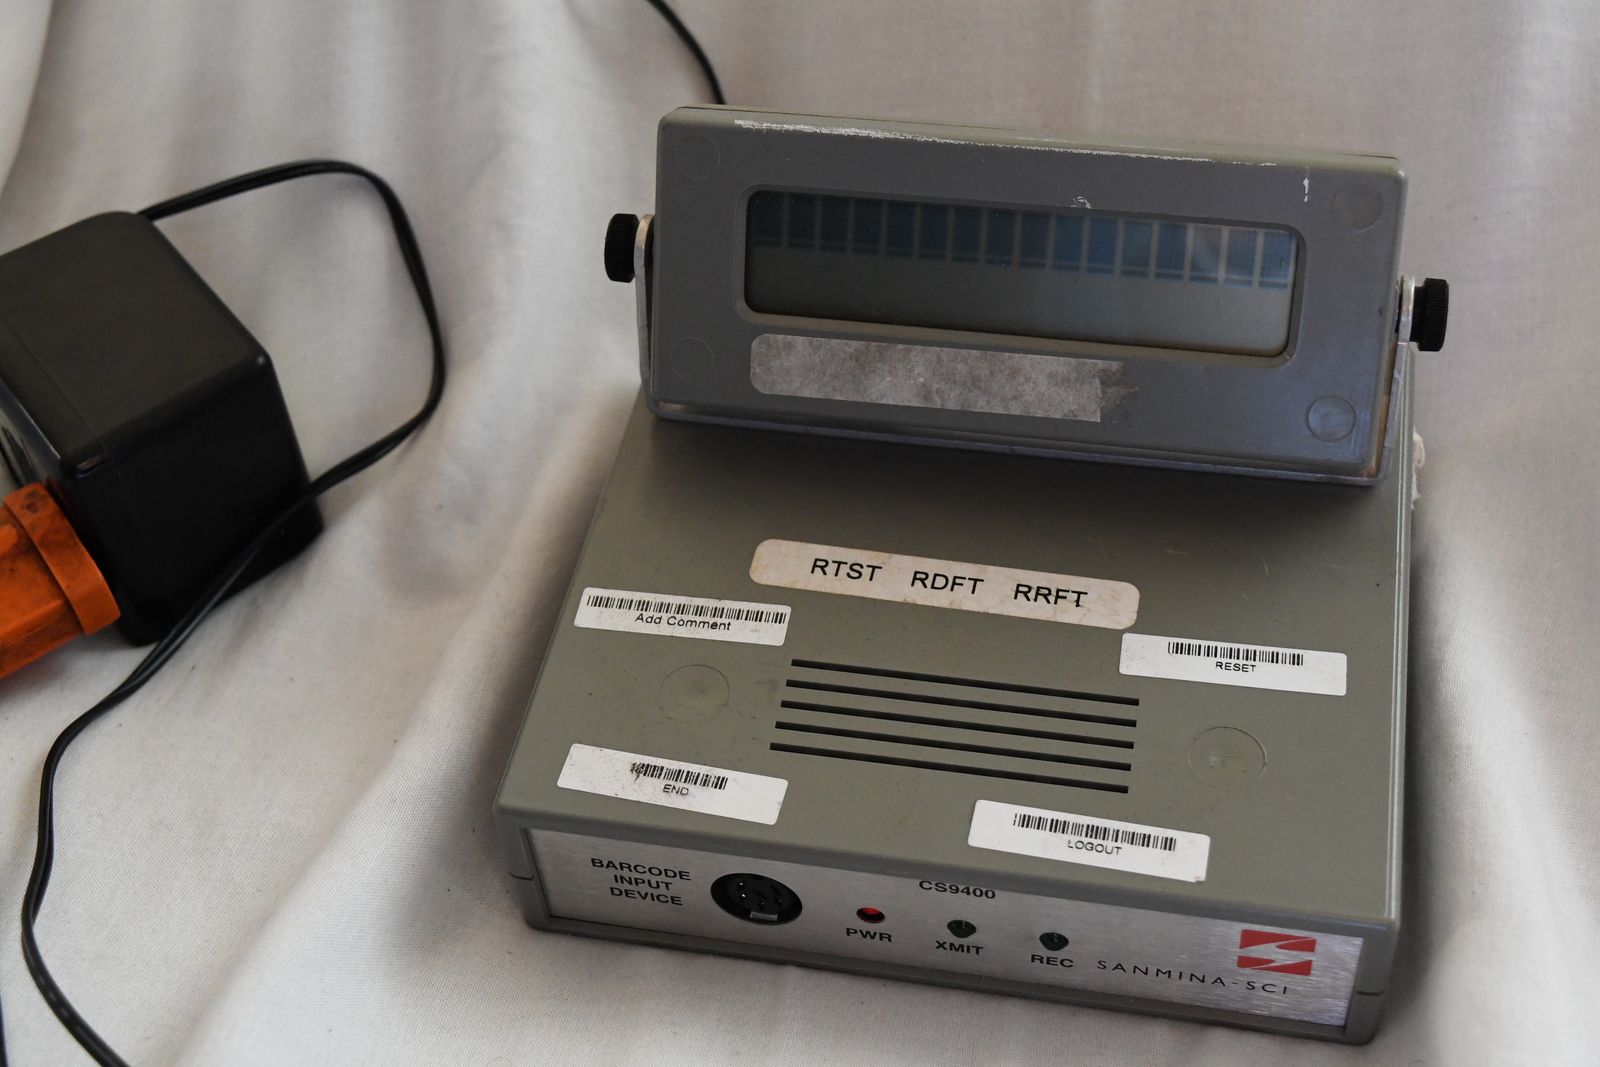 RTST RDFT RRFT
Add Comment
RESET
END
LOGOUT
BARCODE
INPUT
DEVICE
CS9400
PWR
XMIT
REC
SANMINA-SCI